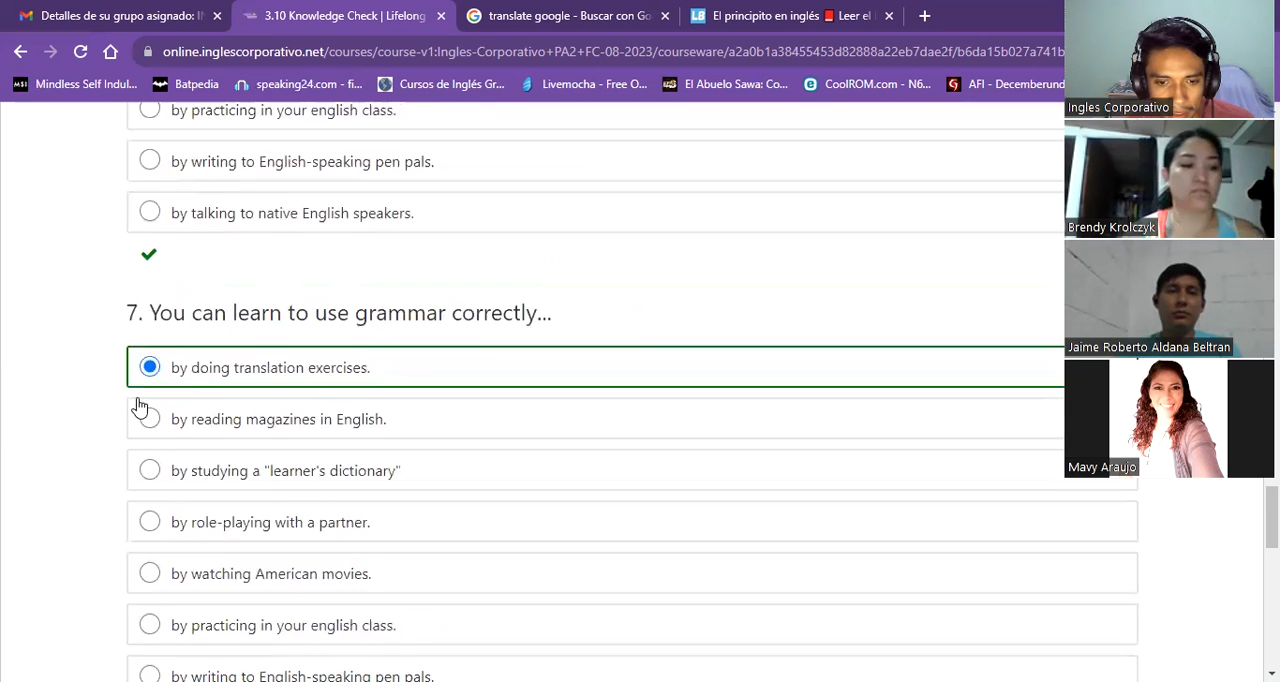 Detalles de su grupo asignado: IN
3.10 Knowledge Check | Lifelong
translate google - Buscar con Go
El principito en inglés 📕 Leer el l
online.inglescorporativo.net/courses/course-v1:Ingles-Corporativo+PA2+FC-08-2023/courseware/a2a0b1a38455453d82888a22eb7dae2f/b6da15b027a741b
Mindless Self Indul...
Batpedia
speaking24.com - fi...
Cursos de Inglés Gr...
Livemocha - Free O...
El Abuelo Sawa: Co...
CoolROM.com - N6...
AFI - Decemberund
Ingles Corporativo
by practicing in your english class.
by writing to English-speaking pen pals.
by talking to native English speakers.
Brendy Krolczyk
7. You can learn to use grammar correctly...
Jaime Roberto Aldana Beltran
by doing translation exercises.
by reading magazines in English.
by studying a "learner's dictionary"
Mavy Araujo
by role-playing with a partner.
by watching American movies.
by practicing in your english class.
by writing to English-speaking pen pals.